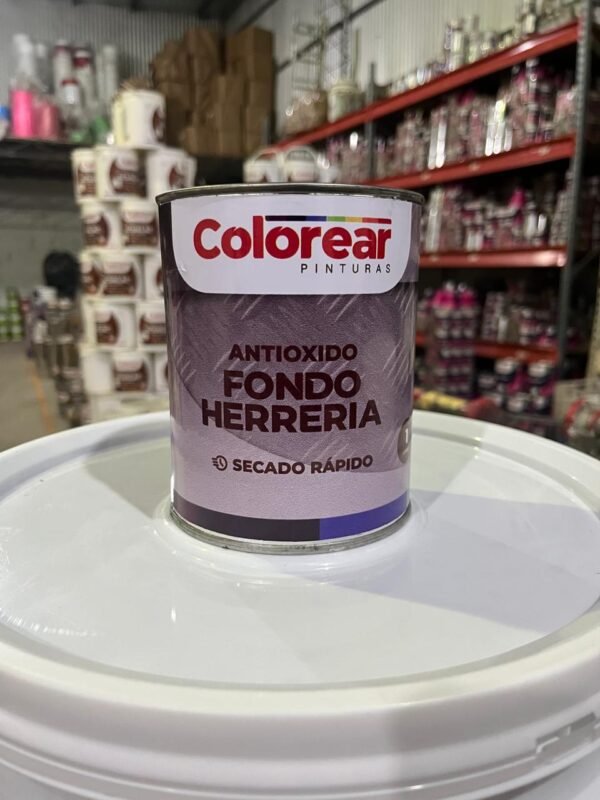 Colorear
PINTURAS
ANTIOXIDO
FONDO
HERRERIA
SECADO RÁPIDO